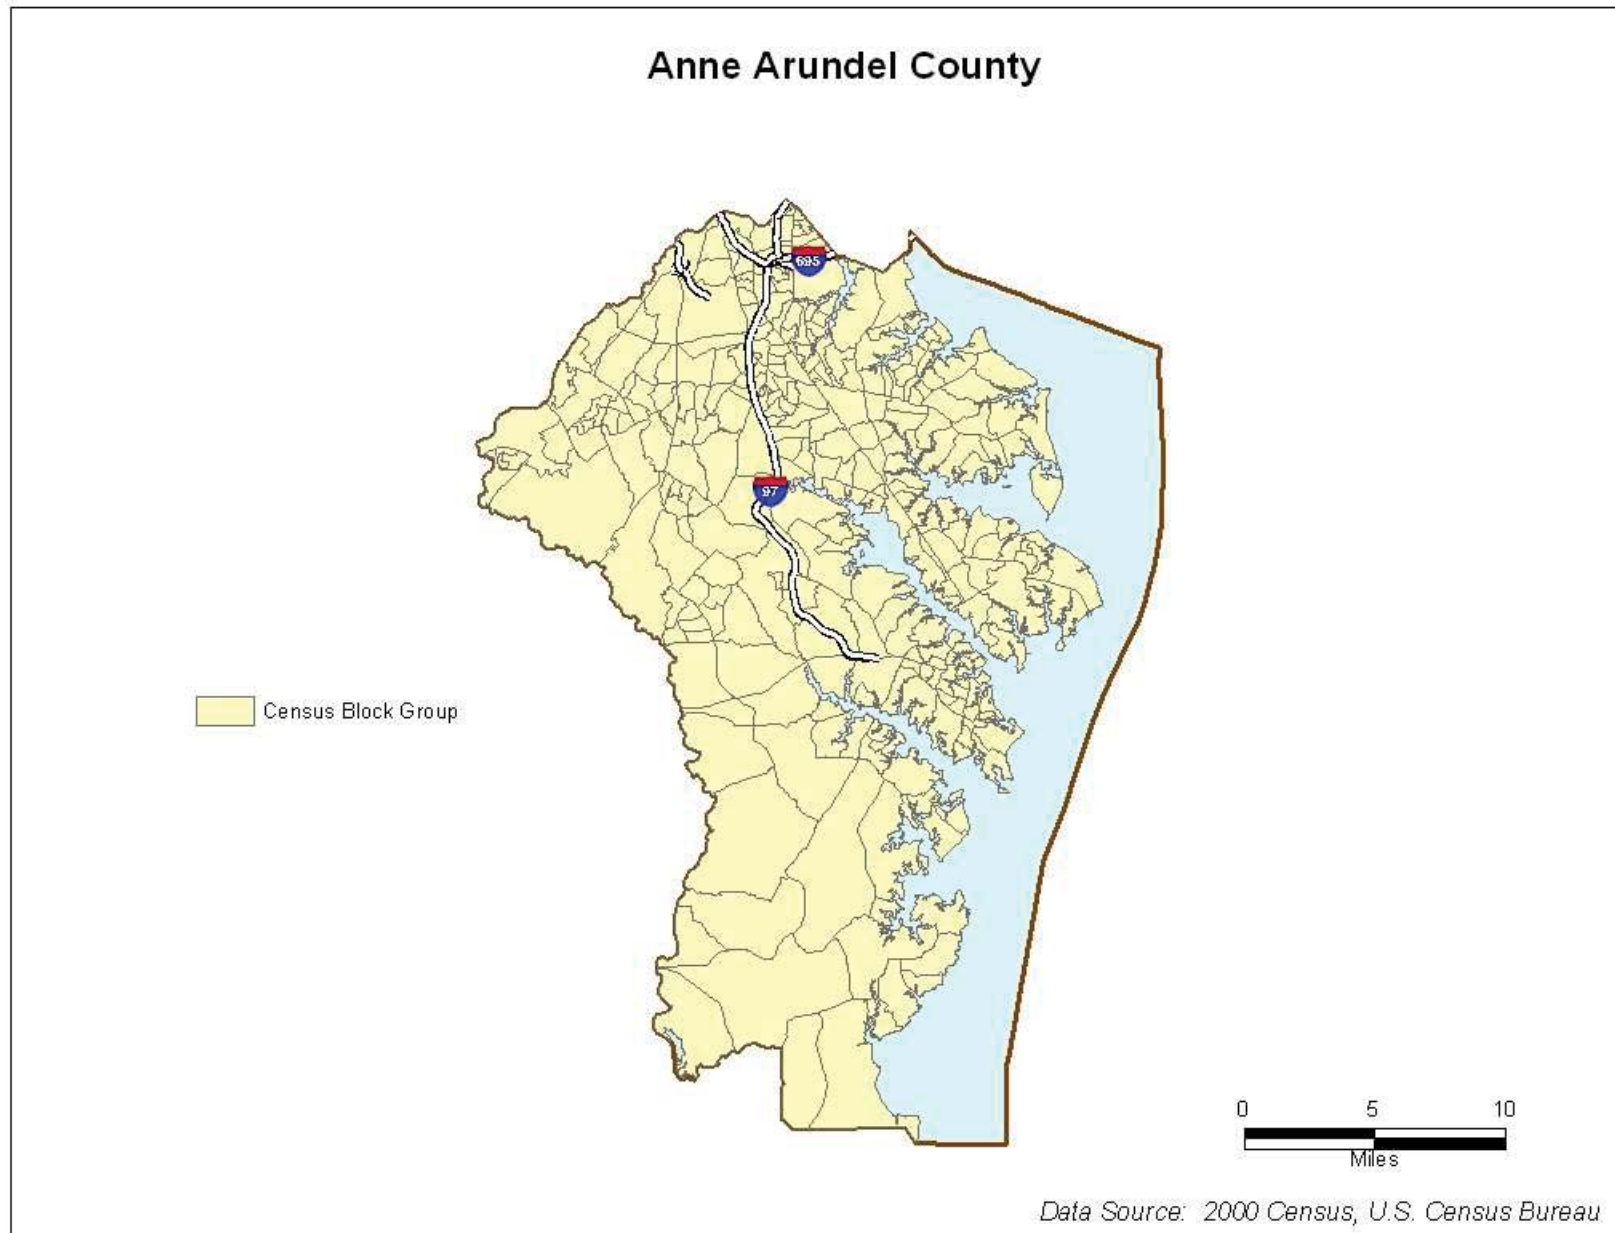 Anne Arundel County
695
97
Census Block Group
0 5 10
Miles
Data Source: 2000 Census, U.S. Census Bureau